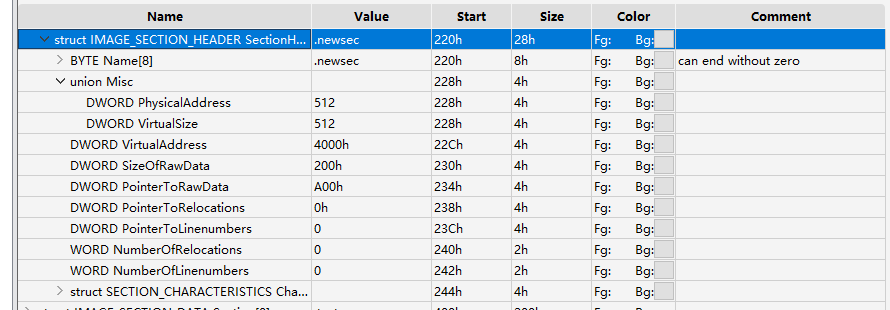 Name Value Start Size Color Comment
struct IMAGE_SECTION_HEADER SectionH... .newsec 220h 28h Fg: Bg:
BYTE Name[8] .newsec 220h 8h Fg: Bg: can end without zero
union Misc 228h 4h Fg: Bg:
DWORD PhysicalAddress 512 228h 4h Fg: Bg:
DWORD VirtualSize 512 228h 4h Fg: Bg:
DWORD VirtualAddress 4000h 22Ch 4h Fg: Bg:
DWORD SizeOfRawData 200h 230h 4h Fg: Bg:
DWORD PointerToRawData A00h 234h 4h Fg: Bg:
DWORD PointerToRelocations 0h 238h 4h Fg: Bg:
DWORD PointerToLinenumbers 0 23Ch 4h Fg: Bg:
WORD NumberOfRelocations 0 240h 2h Fg: Bg:
WORD NumberOfLinenumbers 0 242h 2h Fg: Bg:
struct SECTION_CHARACTERISTICS Cha... 244h 4h Fg: Bg: